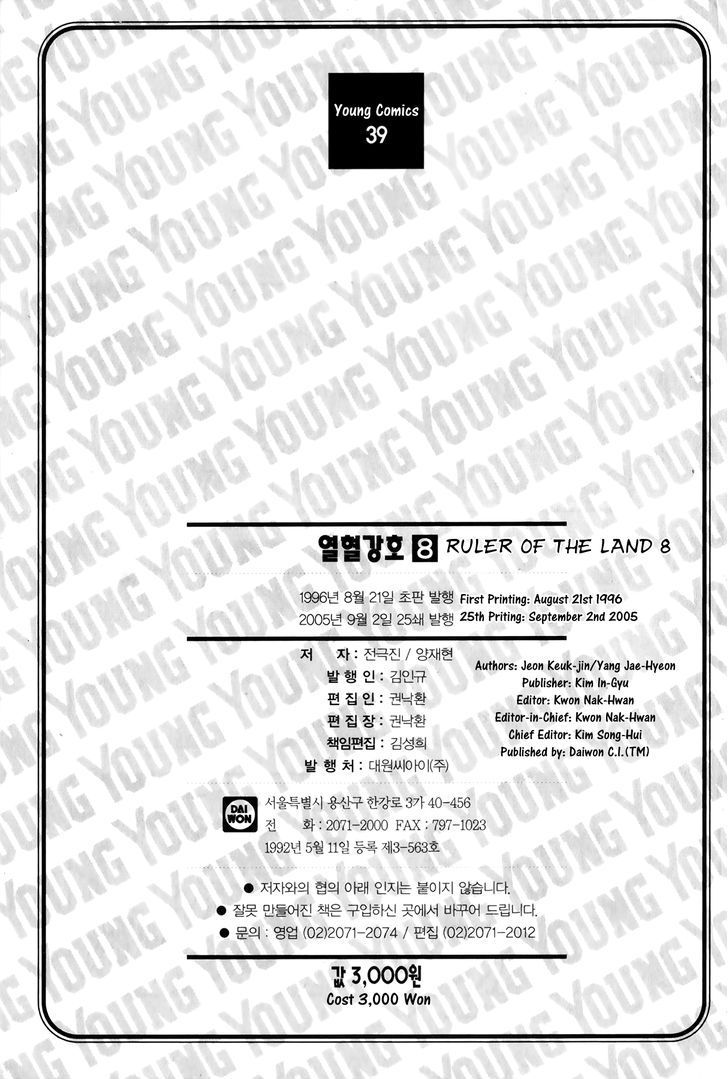 Young Comics
39
열혈강호 8 RULER OF THE LAND 8
1996년 8월 21일 초판 발행 First Printing: August 21st 1996
2005년 9월 2일 25쇄 발행 25th Priting: September 2nd 2005
저 자 : 전극진 / 양재현 Authors: Jeon Keuk-jin/Yang Jae-Hyeon
발 행 인 : 김인규 Publisher: Kim In-Gyu
편 집 인 : 권낙환 Editor: Kwon Nak-Hwan
편 집 장 : 권낙환 Editor-in-Chief: Kwon Nak-Hwan
책임편집 : 김성희 Chief Editor: Kim Song-Hui
발 행 처 : 대원씨아이(주) Published by: Daiwon C.I.(TM)
DAI WON
서울특별시 용산구 한강로 3가 40-456
전 화 : 2071-2000 FAX : 797-1023
1992년 5월 11일 등록 제3-563호
● 저자와의 협의 아래 인지는 붙이지 않습니다.
● 잘못 만들어진 책은 구입하신 곳에서 바꾸어 드립니다.
● 문의 : 영업 (02)2071-2074 / 편집 (02)2071-2012
값 3,000원
Cost 3,000 Won